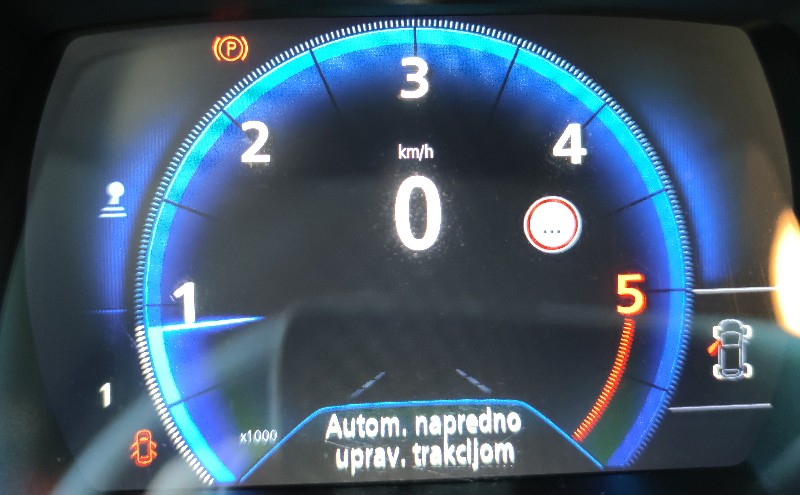 P
3
2
4
km/h
0
...
1
5
1
x1000
Autom. napredno
uprav. trakcijom